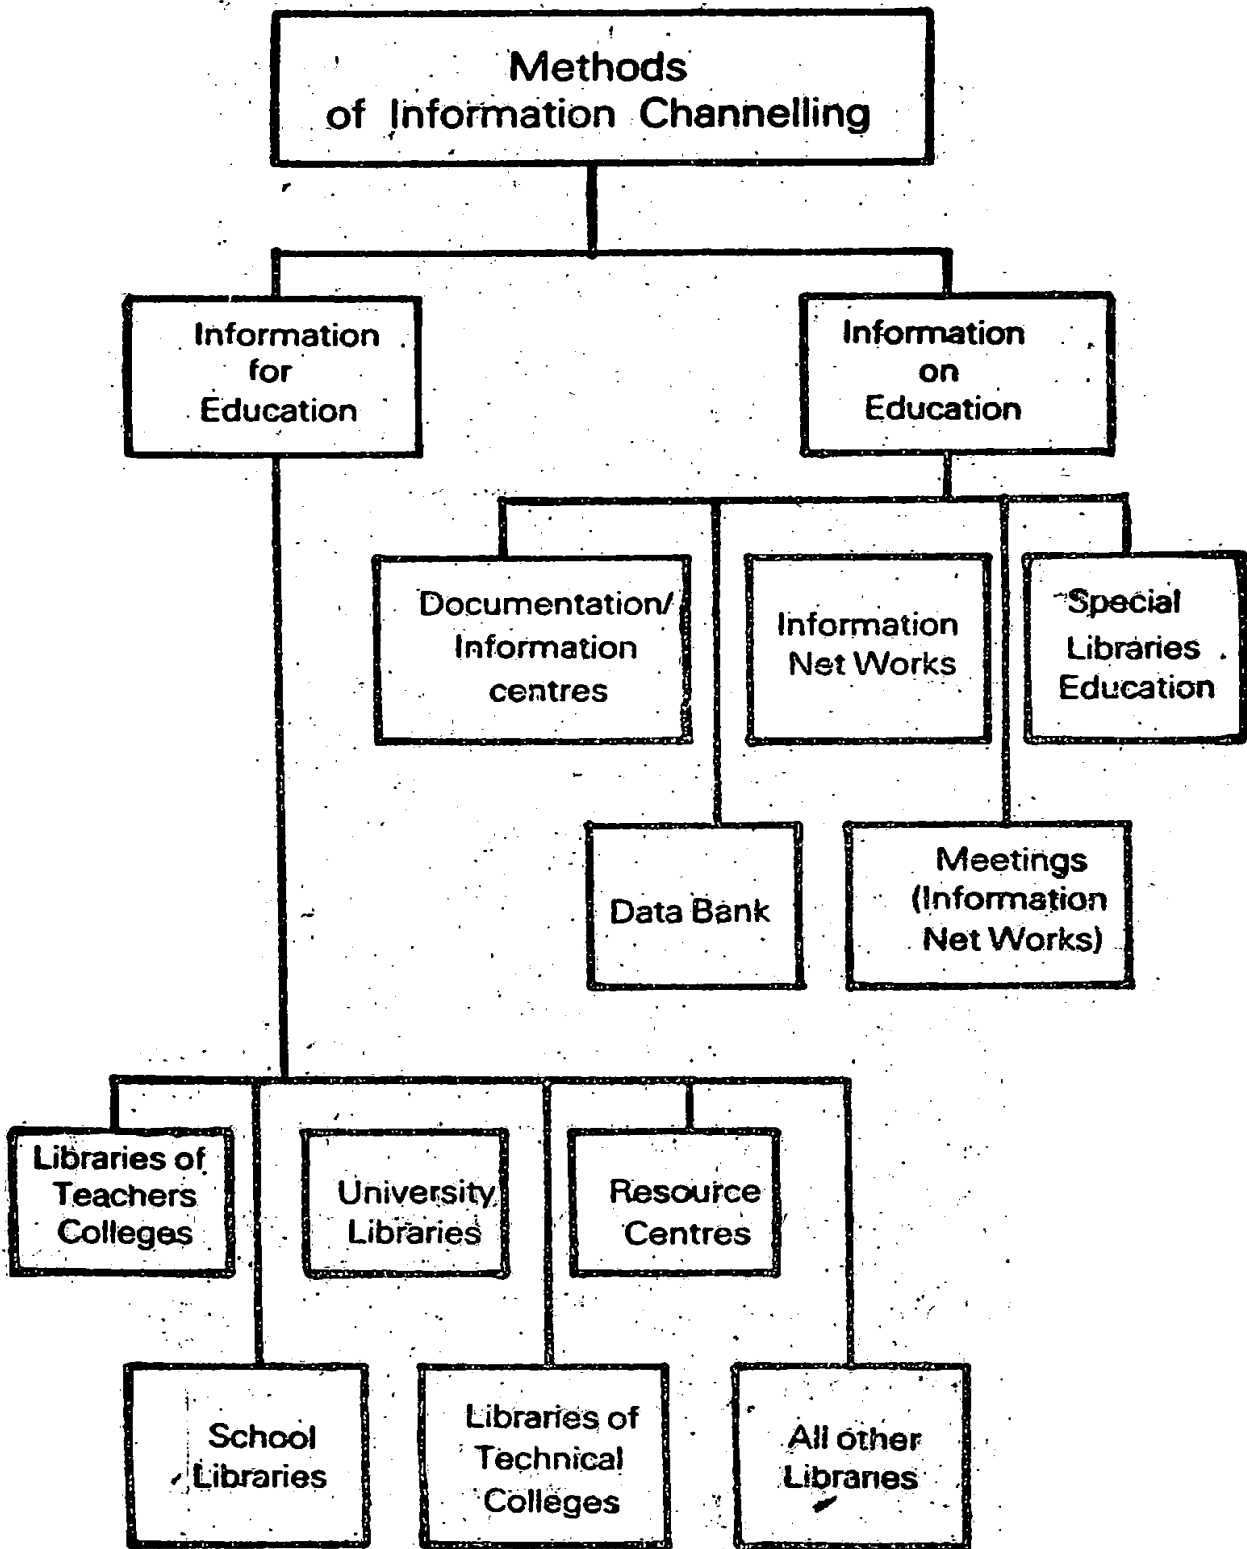 Methods
of Information Channelling
Information
for
Education
Information
on
Education
Documentation/
Information
centres
Information
Net Works
Special
Libraries
Education
Data Bank
Meetings
(Information
Net Works)
Libraries of
Teachers
Colleges
University
Libraries
Resource
Centres
School
Libraries
Libraries of
Technical
Colleges
All other
Libraries